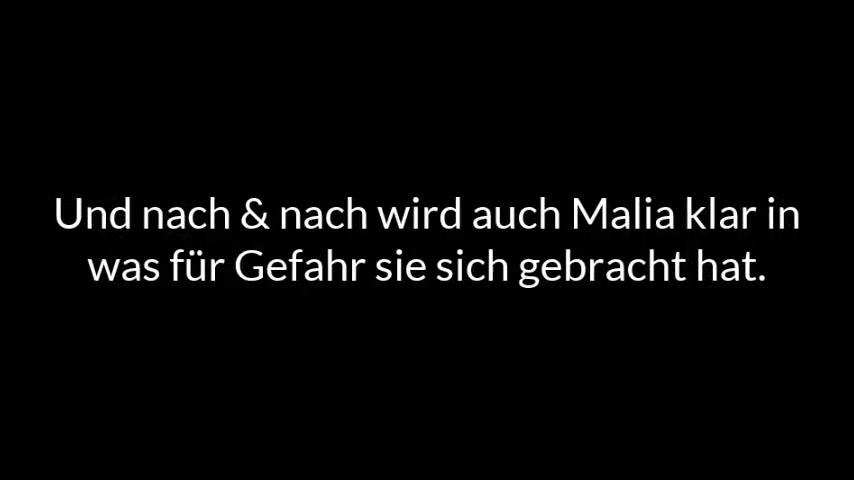 Und nach & nach wird auch Malia klar in
was für Gefahr sie sich gebracht hat.